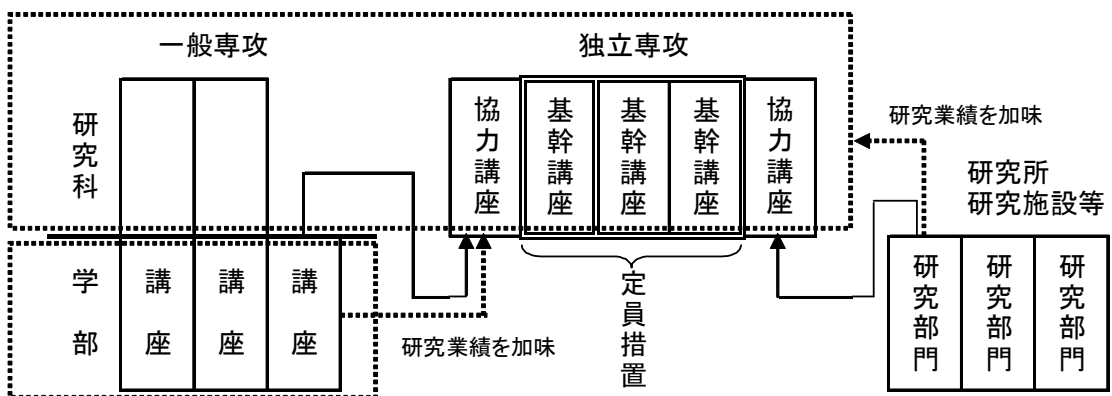 一般専攻
独立専攻
研究科
協力講座
基幹講座
基幹講座
基幹講座
協力講座
研究業績を加味
研究所
研究施設等
学部
講座
講座
講座
研究業績を加味
定員措置
研究部門
研究部門
研究部門